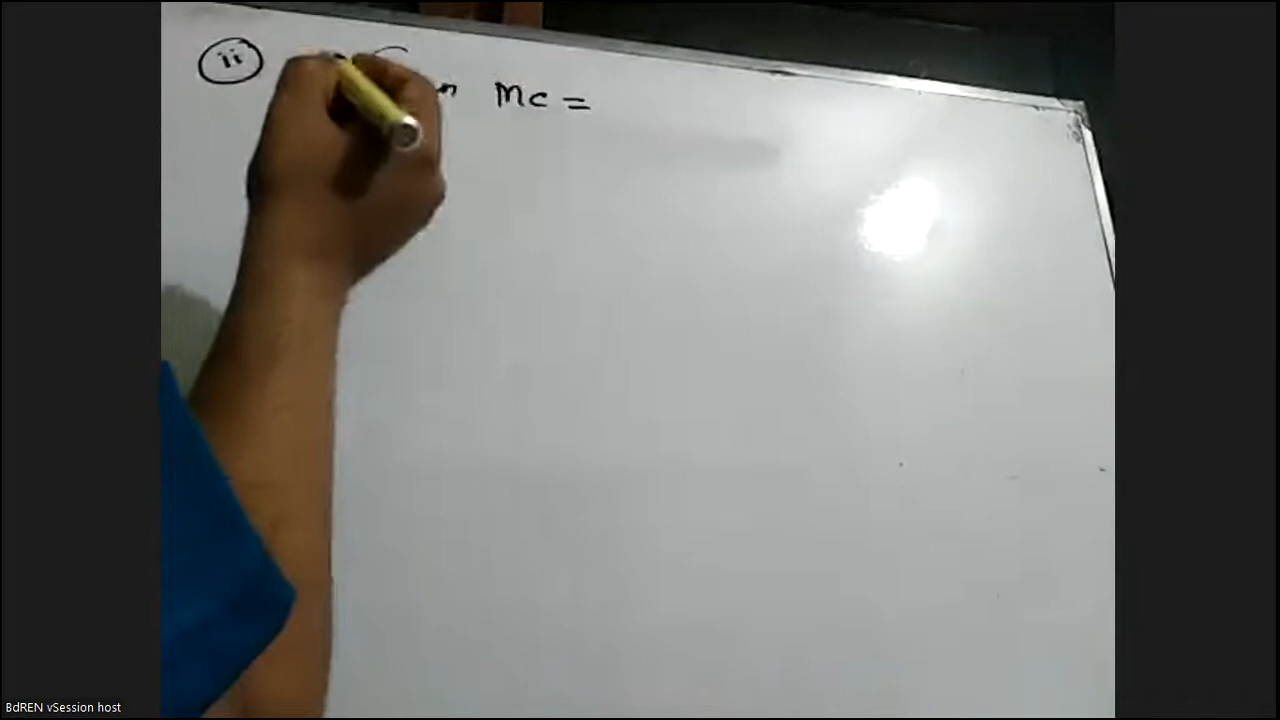 ii MC =
BdREN vSession host